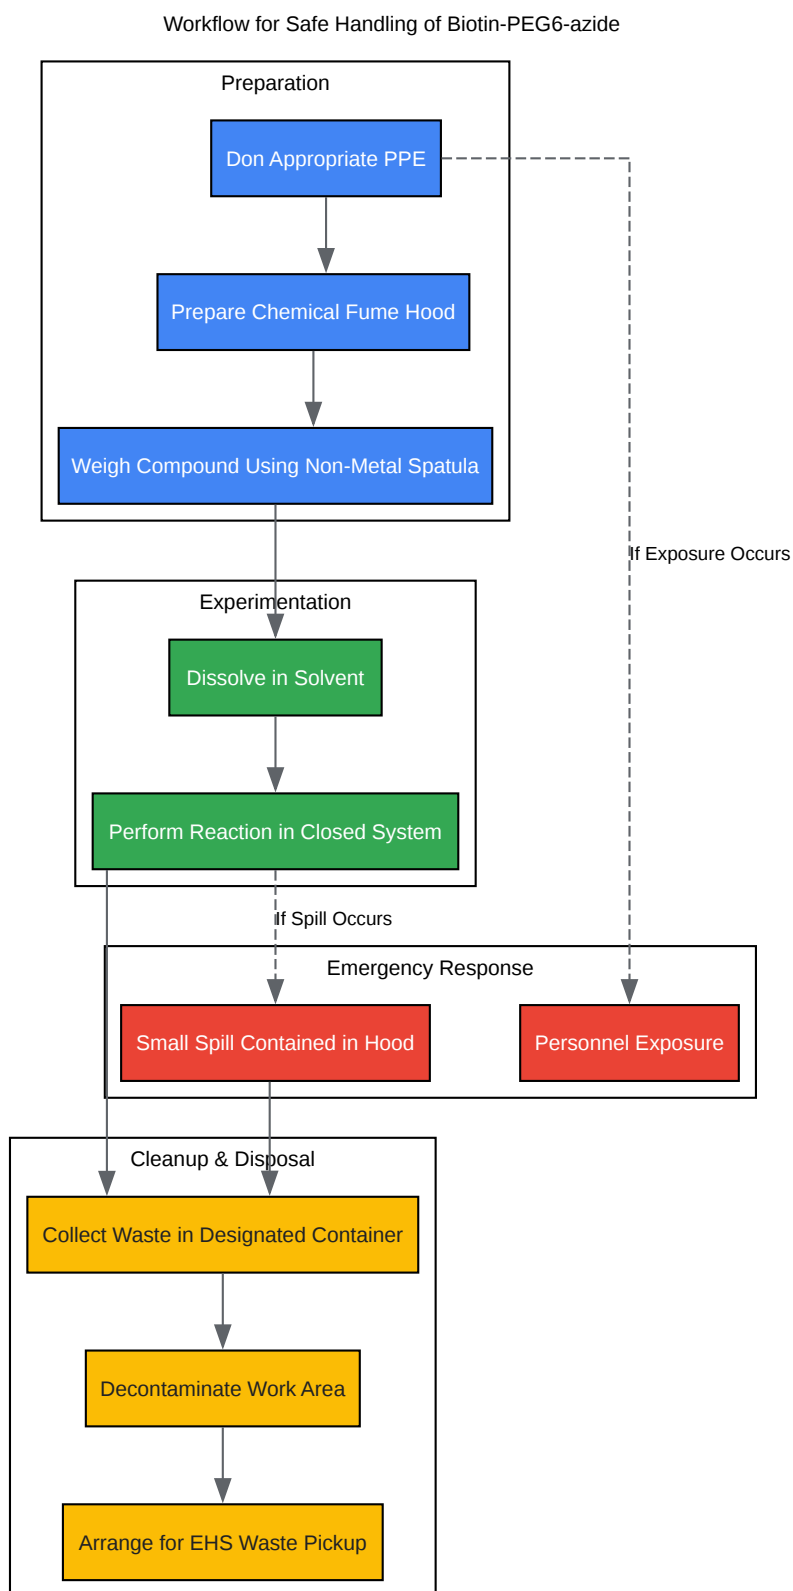 Workflow for Safe Handling of Biotin-PEG6-azide
Preparation
Don Appropriate PPE
Prepare Chemical Fume Hood
Weigh Compound Using Non-Metal Spatula
If Exposure Occurs
Experimentation
Dissolve in Solvent
Perform Reaction in Closed System
If Spill Occurs
Emergency Response
Small Spill Contained in Hood
Personnel Exposure
Cleanup & Disposal
Collect Waste in Designated Container
Decontaminate Work Area
Arrange for EHS Waste Pickup